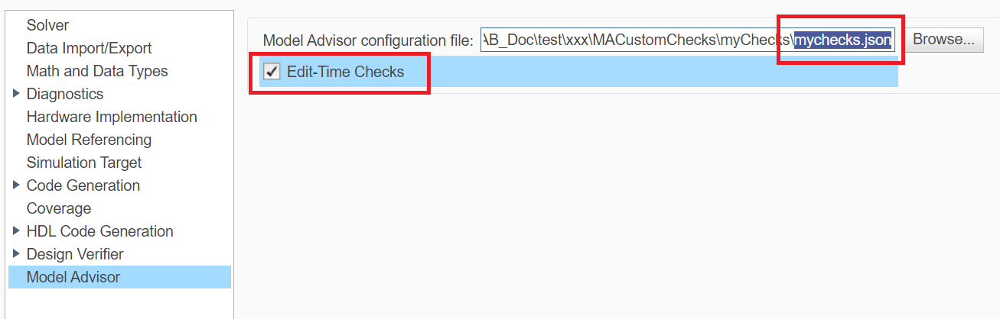 Solver
Data Import/Export
Math and Data Types
Diagnostics
Hardware Implementation
Model Referencing
Simulation Target
Code Generation
Coverage
HDL Code Generation
Design Verifier
Model Advisor
Model Advisor configuration file: AB_Doc\test\xxx\MACustomChecks\myChecks\mychecks.json Browse...
Edit-Time Checks